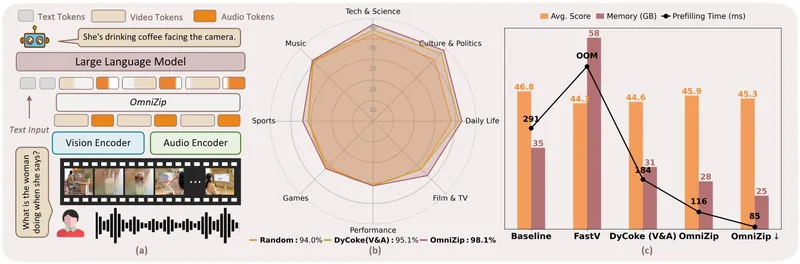 Text Tokens
Video Tokens
Audio Tokens
She's drinking coffee facing the camera.
Large Language Model
OmniZip
Text Input
Vision Encoder
Audio Encoder
What is the woman
doing when she says?
(a)
Tech & Science
Culture & Politics
Daily Life
Film & TV
Performance
Games
Sports
Music
Random: 94.0%
DyCoke(V&A): 95.1%
OmniZip: 98.1%
(b)
Avg. Score
Memory (GB)
Prefilling Time (ms)
46.8
291
35
OOM
58
44.3
44.6
31
184
45.9
28
116
45.3
25
85
Baseline
FastV
DyCoke (V&A)
OmniZip
OmniZip ↓
(c)